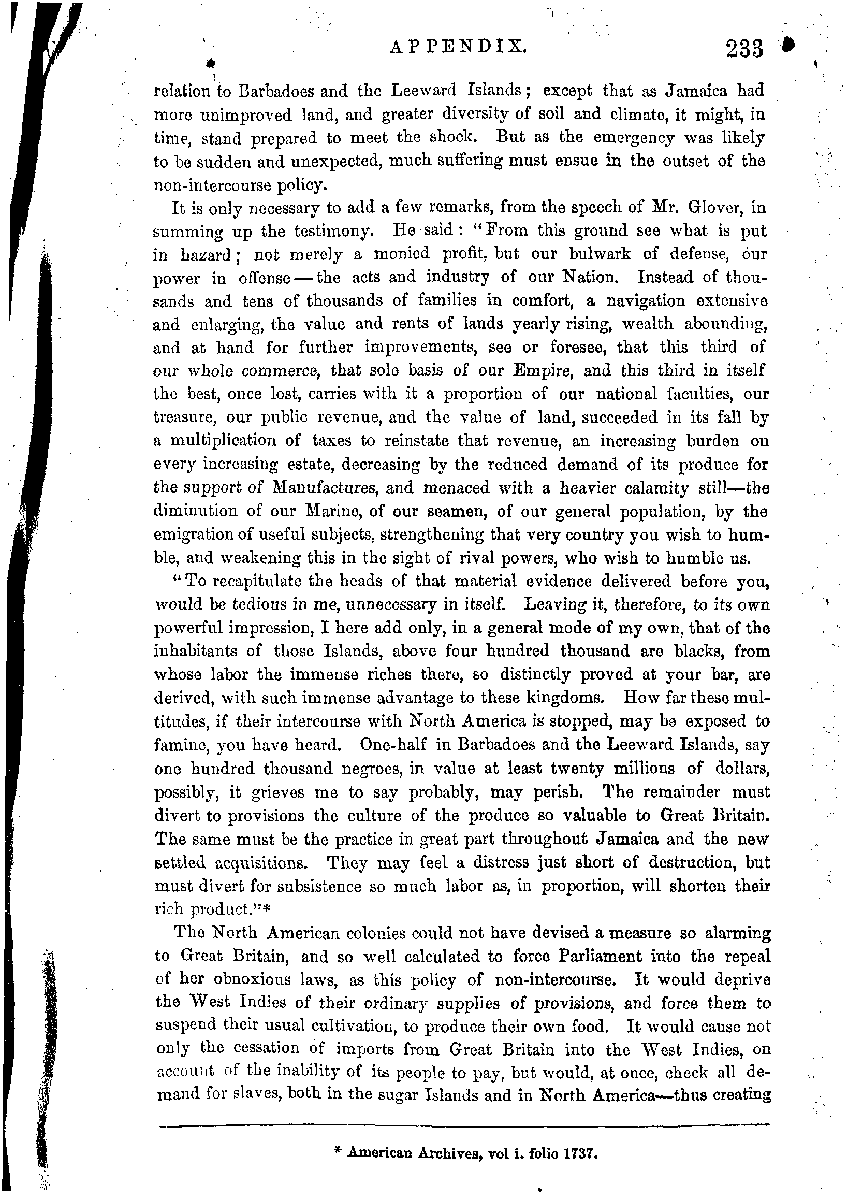 APPENDIX. 233
relation to Barbadoes and the Leeward Islands; except that as Jamaica had
more unimproved land, and greater diversity of soil and climate, it might, in
time, stand prepared to meet the shock. But as the emergency was likely
to be sudden and unexpected, much suffering must ensue in the outset of the
non-intercourse policy.
It is only necessary to add a few remarks, from the speech of Mr. Glover, in
summing up the testimony. He said: "From this ground see what is put
in hazard; not merely a monied profit, but our bulwark of defense, our
power in offense—the acts and industry of our Nation. Instead of thou-
sands and tens of thousands of families in comfort, a navigation extensive
and enlarging, the value and rents of lands yearly rising, wealth abounding,
and at hand for further improvements, see or foresee, that this third of
our whole commerce, that sole basis of our Empire, and this third in itself
the best, once lost, carries with it a proportion of our national faculties, our
treasure, our public revenue, and the value of land, succeeded in its fall by
a multiplication of taxes to reinstate that revenue, an increasing burden on
every increasing estate, decreasing by the reduced demand of its produce for
the support of Manufactures, and menaced with a heavier calamity still—the
diminution of our Marine, of our seamen, of our general population, by the
emigration of useful subjects, strengthening that very country you wish to hum-
ble, and weakening this in the sight of rival powers, who wish to humble us.
"To recapitulate the heads of that material evidence delivered before you,
would be tedious in me, unnecessary in itself. Leaving it, therefore, to its own
powerful impression, I here add only, in a general mode of my own, that of the
inhabitants of those Islands, above four hundred thousand are blacks, from
whose labor the immense riches there, so distinctly proved at your bar, are
derived, with such immense advantage to these kingdoms. How far these mul-
titudes, if their intercourse with North America is stopped, may be exposed to
famine, you have heard. One-half in Barbadoes and the Leeward Islands, say
one hundred thousand negroes, in value at least twenty millions of dollars,
possibly, it grieves me to say probably, may perish. The remainder must
divert to provisions the culture of the produce so valuable to Great Britain.
The same must be the practice in great part throughout Jamaica and the new
settled acquisitions. They may feel a distress just short of destruction, but
must divert for subsistence so much labor as, in proportion, will shorten their
rich product."*
The North American colonies could not have devised a measure so alarming
to Great Britain, and so well calculated to force Parliament into the repeal
of her obnoxious laws, as this policy of non-intercourse. It would deprive
the West Indies of their ordinary supplies of provisions, and force them to
suspend their usual cultivation, to produce their own food. It would cause not
only the cessation of imports from Great Britain into the West Indies, on
account of the inability of its people to pay, but would, at once, check all de-
mand for slaves, both in the sugar Islands and in North America—thus creating
* American Archives, vol i. folio 1737.